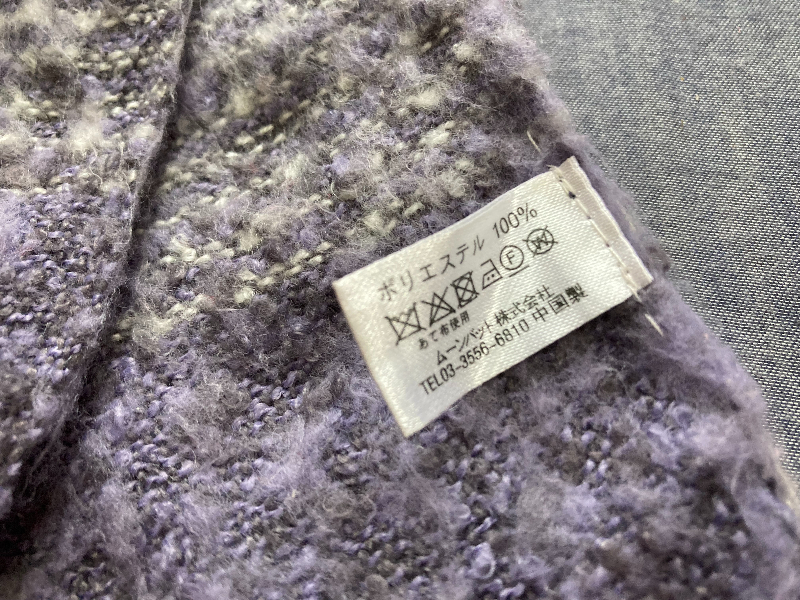 ポリエステル 100%
F W
あて布使用
ムーンバット株式会社
TEL03-3556-6810 中国製